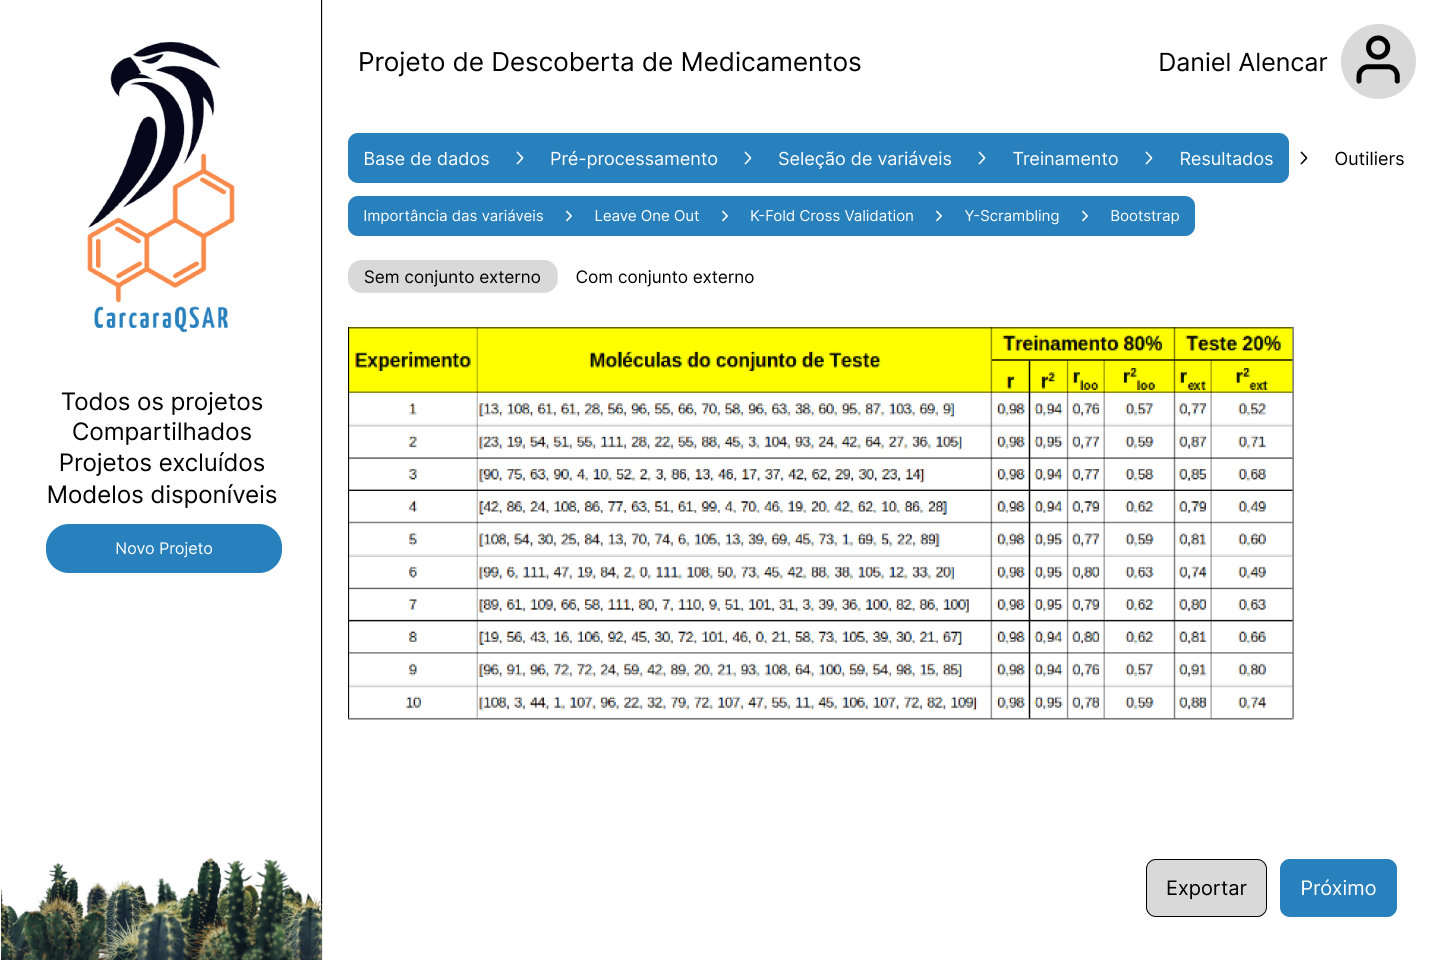 CarcaraQSAR
Todos os projetos
Compartilhados
Projetos excluídos
Modelos disponíveis
Novo Projeto
Projeto de Descoberta de Medicamentos
Daniel Alencar
Base de dados > Pré-processamento > Seleção de variáveis > Treinamento > Resultados > Outiliers
Importância das variáveis > Leave One Out > K-Fold Cross Validation > Y-Scrambling > Bootstrap
Sem conjunto externo Com conjunto externo
Experimento Moléculas do conjunto de Teste Treinamento 80% Teste 20%
r r² r loo r² loo r ext r² ext
1 [13, 108, 61, 61, 28, 56, 96, 55, 66, 70, 58, 96, 63, 38, 60, 95, 87, 103, 69, 9] 0,98 0,94 0,76 0,57 0,77 0,52
2 [23, 19, 54, 51, 55, 111, 28, 22, 55, 88, 45, 3, 104, 93, 24, 42, 64, 27, 36, 105] 0,98 0,95 0,77 0,59 0,87 0,71
3 [90, 75, 63, 90, 4, 10, 52, 2, 3, 86, 13, 46, 17, 37, 42, 62, 29, 30, 23, 14] 0,98 0,94 0,77 0,58 0,85 0,68
4 [42, 86, 24, 108, 86, 77, 63, 51, 61, 99, 4, 70, 46, 19, 20, 42, 62, 10, 86, 28] 0,98 0,94 0,79 0,62 0,79 0,49
5 [108, 54, 30, 25, 84, 13, 70, 74, 6, 105, 13, 39, 69, 45, 73, 1, 69, 5, 22, 89] 0,98 0,95 0,77 0,59 0,81 0,60
6 [99, 6, 111, 47, 19, 84, 2, 0, 111, 108, 50, 73, 45, 42, 88, 38, 105, 12, 33, 20] 0,98 0,95 0,80 0,63 0,74 0,49
7 [89, 61, 109, 66, 58, 111, 80, 7, 110, 9, 51, 101, 31, 3, 39, 36, 100, 82, 86, 100] 0,98 0,95 0,79 0,62 0,80 0,63
8 [19, 56, 43, 16, 106, 92, 45, 30, 72, 101, 46, 0, 21, 58, 73, 105, 39, 30, 21, 67] 0,98 0,94 0,80 0,62 0,81 0,66
9 [96, 91, 96, 72, 72, 24, 59, 42, 89, 20, 21, 93, 108, 64, 100, 59, 54, 98, 15, 85] 0,98 0,94 0,76 0,57 0,91 0,80
10 [108, 3, 44, 1, 107, 96, 22, 32, 79, 72, 107, 47, 55, 11, 45, 106, 107, 72, 82, 109] 0,98 0,95 0,78 0,59 0,88 0,74
Exportar Próximo